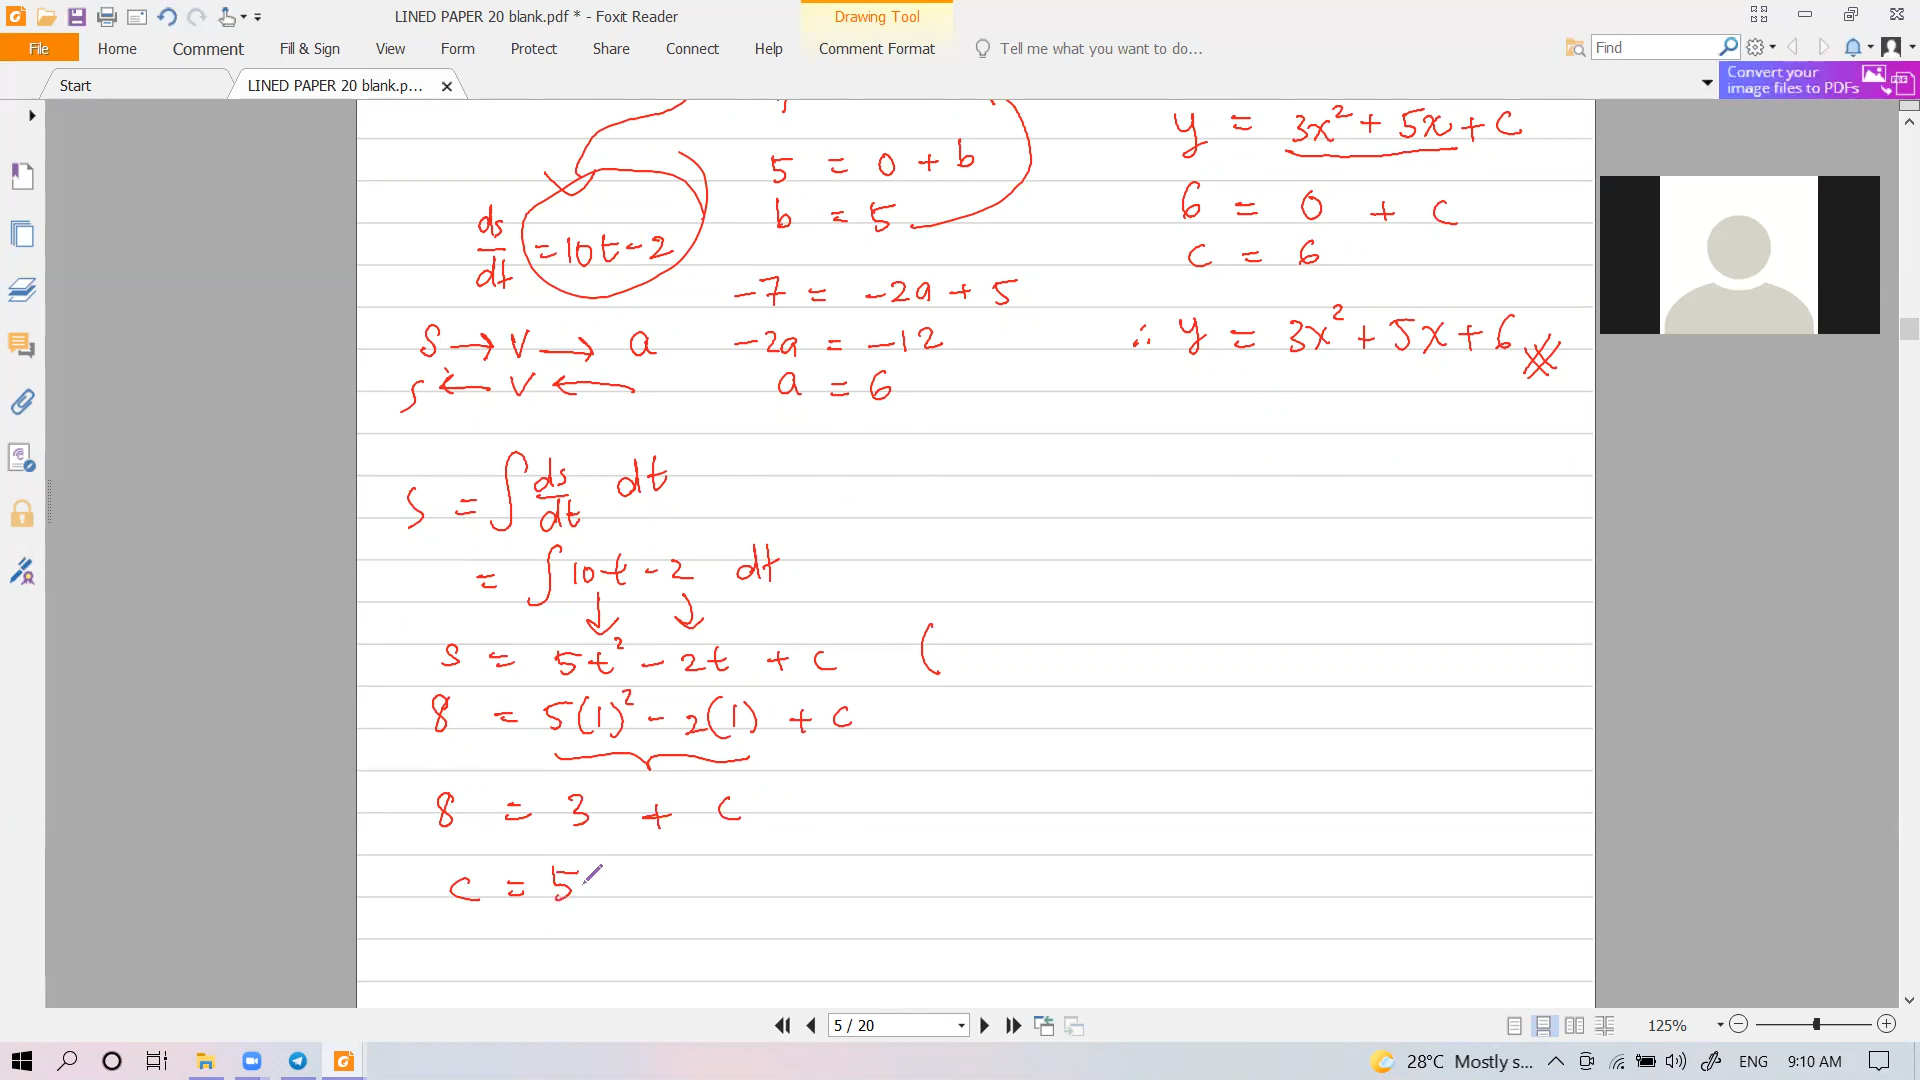 LINED PAPER 20 blank.pdf * - Foxit Reader
Drawing Tool
File Home Comment Fill & Sign View Form Protect Share Connect Help Comment Format Tell me what you want to do... Find
Start LINED PAPER 20 blank.p...
Convert your
image files to PDFs
5 = 0 + b
b = 5
ds/dt = 10t - 2
-7 = -2a + 5
S → V → a
-2a = -12
s ← V ←
a = 6
y = 3x² + 5x + c
6 = 0 + c
c = 6
∴ y = 3x² + 5x + 6
s = ∫ ds/dt dt
= ∫ 10t - 2 dt
s = 5t² - 2t + c (
8 = 5(1)² - 2(1) + c
8 = 3 + c
c = 5
5 / 20
125%
28°C Mostly s...
ENG
9:10 AM